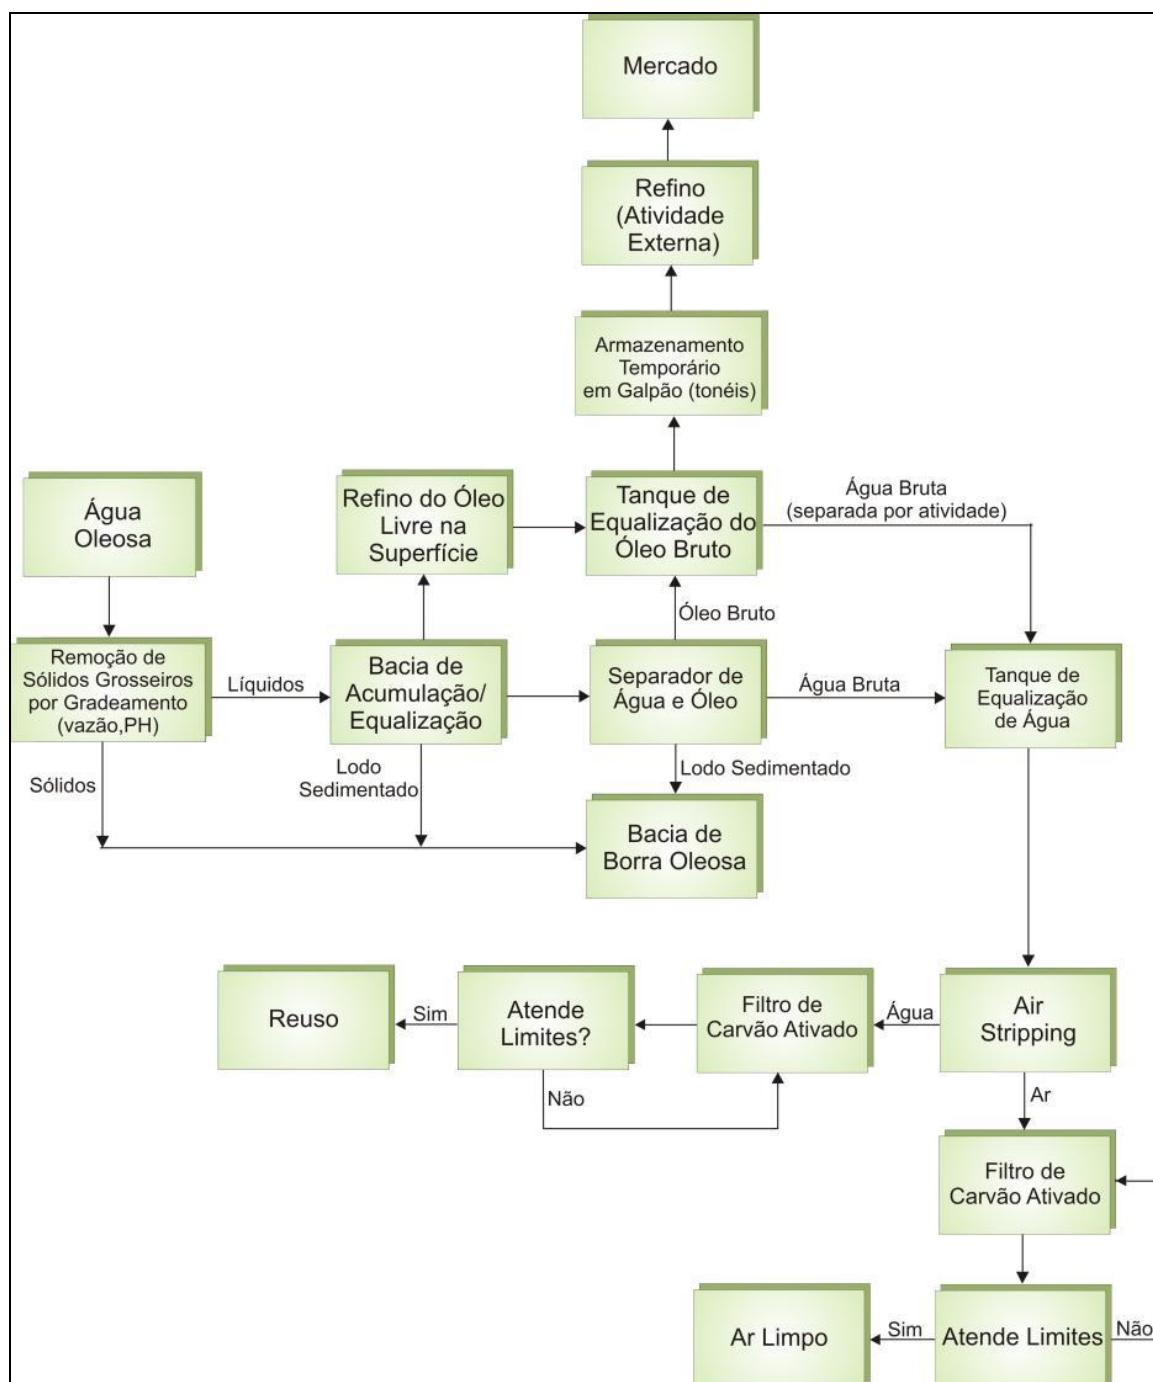 Mercado
Refino
(Atividade
Externa)
Armazenamento
Temporário
em Galpão (tonéis)
Água
Oleosa
Refino do Óleo
Livre na
Superfície
Tanque de
Equalização do
Óleo Bruto
Água Bruta
(separada por atividade)
Óleo Bruto
Remoção de
Sólidos Grosseiros
por Gradeamento
(vazão,PH)
Líquidos
Bacia de
Acumulação/
Equalização
Separador de
Água e Óleo
Água Bruta
Tanque de
Equalização
de Água
Sólidos
Lodo
Sedimentado
Lodo Sedimentado
Bacia de
Borra Oleosa
Reuso
Sim
Atende
Limites?
Filtro de
Carvão Ativado
Água
Air
Stripping
Não
Ar
Filtro de
Carvão Ativado
Ar Limpo
Sim
Atende Limites
Não